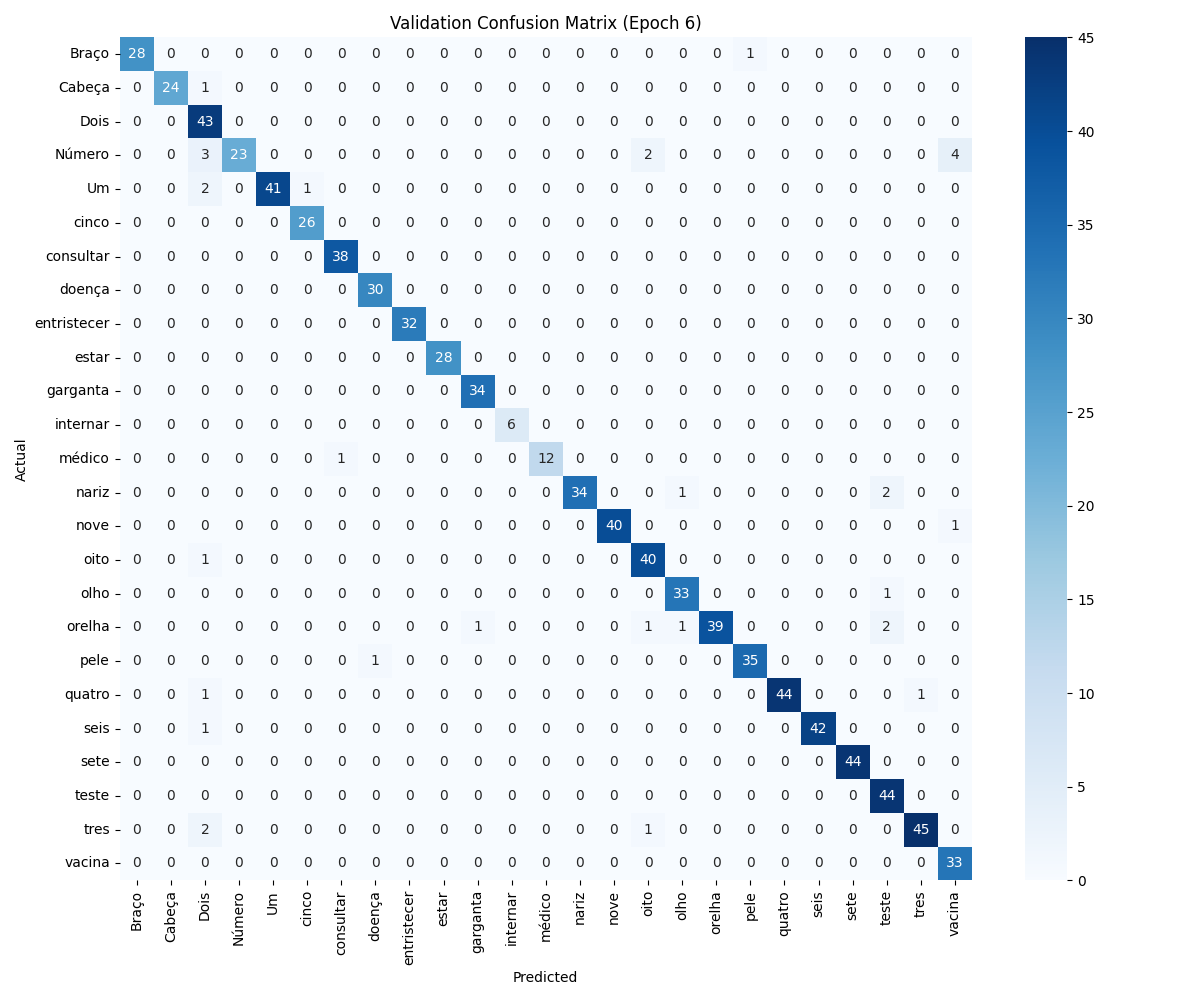 Validation Confusion Matrix (Epoch 6)
Braço 28 0 0 0 0 0 0 0 0 0 0 0 0 0 0 0 0 0 1 0 0 0 0 0 0
Cabeça 0 24 1 0 0 0 0 0 0 0 0 0 0 0 0 0 0 0 0 0 0 0 0 0 0
Dois 0 0 43 0 0 0 0 0 0 0 0 0 0 0 0 0 0 0 0 0 0 0 0 0 0
Número 0 0 3 23 0 0 0 0 0 0 0 0 0 0 0 2 0 0 0 0 0 0 0 0 4
Um 0 0 2 0 41 1 0 0 0 0 0 0 0 0 0 0 0 0 0 0 0 0 0 0 0
cinco 0 0 0 0 0 26 0 0 0 0 0 0 0 0 0 0 0 0 0 0 0 0 0 0 0
consultar 0 0 0 0 0 0 38 0 0 0 0 0 0 0 0 0 0 0 0 0 0 0 0 0 0
doença 0 0 0 0 0 0 0 30 0 0 0 0 0 0 0 0 0 0 0 0 0 0 0 0 0
entristecer 0 0 0 0 0 0 0 0 32 0 0 0 0 0 0 0 0 0 0 0 0 0 0 0 0
estar 0 0 0 0 0 0 0 0 0 28 0 0 0 0 0 0 0 0 0 0 0 0 0 0 0
garganta 0 0 0 0 0 0 0 0 0 0 34 0 0 0 0 0 0 0 0 0 0 0 0 0 0
internar 0 0 0 0 0 0 0 0 0 0 0 6 0 0 0 0 0 0 0 0 0 0 0 0 0
médico 0 0 0 0 0 0 1 0 0 0 0 0 12 0 0 0 0 0 0 0 0 0 0 0 0
nariz 0 0 0 0 0 0 0 0 0 0 0 0 0 34 0 0 1 0 0 0 0 0 2 0 0
nove 0 0 0 0 0 0 0 0 0 0 0 0 0 0 40 0 0 0 0 0 0 0 0 0 1
oito 0 0 1 0 0 0 0 0 0 0 0 0 0 0 0 40 0 0 0 0 0 0 0 0 0
olho 0 0 0 0 0 0 0 0 0 0 0 0 0 0 0 0 33 0 0 0 0 0 1 0 0
orelha 0 0 0 0 0 0 0 0 0 0 1 0 0 0 0 1 1 39 0 0 0 0 2 0 0
pele 0 0 0 0 0 0 0 1 0 0 0 0 0 0 0 0 0 0 35 0 0 0 0 0 0
quatro 0 0 1 0 0 0 0 0 0 0 0 0 0 0 0 0 0 0 0 44 0 0 0 1 0
seis 0 0 1 0 0 0 0 0 0 0 0 0 0 0 0 0 0 0 0 0 42 0 0 0 0
sete 0 0 0 0 0 0 0 0 0 0 0 0 0 0 0 0 0 0 0 0 0 44 0 0 0
teste 0 0 0 0 0 0 0 0 0 0 0 0 0 0 0 0 0 0 0 0 0 0 44 0 0
tres 0 0 2 0 0 0 0 0 0 0 0 0 0 0 0 1 0 0 0 0 0 0 0 45 0
vacina 0 0 0 0 0 0 0 0 0 0 0 0 0 0 0 0 0 0 0 0 0 0 0 0 33
Actual
Braço Cabeça Dois Número Um cinco consultar doença entristecer estar garganta internar médico nariz nove oito olho orelha pele quatro seis sete teste tres vacina
Predicted
45
40
35
30
25
20
15
10
5
0